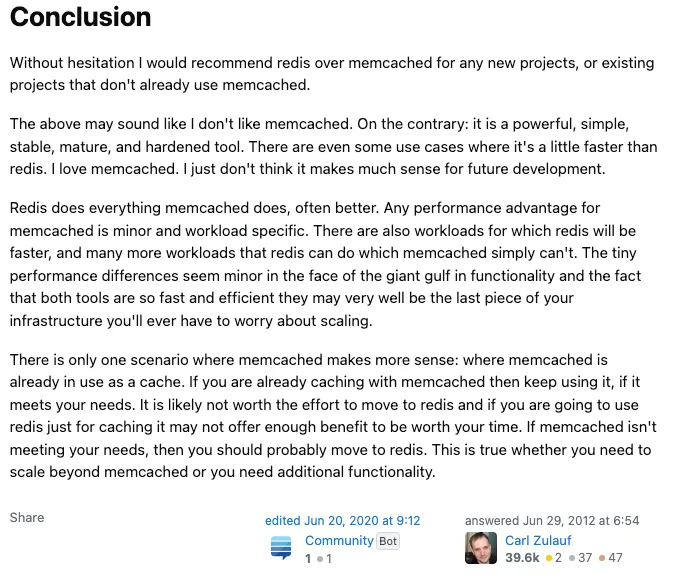 Conclusion
Without hesitation I would recommend redis over memcached for any new projects, or existing
projects that don't already use memcached.
The above may sound like I don't like memcached. On the contrary: it is a powerful, simple,
stable, mature, and hardened tool. There are even some use cases where it's a little faster than
redis. I love memcached. I just don't think it makes much sense for future development.
Redis does everything memcached does, often better. Any performance advantage for
memcached is minor and workload specific. There are also workloads for which redis will be
faster, and many more workloads that redis can do which memcached simply can't. The tiny
performance differences seem minor in the face of the giant gulf in functionality and the fact
that both tools are so fast and efficient they may very well be the last piece of your
infrastructure you'll ever have to worry about scaling.
There is only one scenario where memcached makes more sense: where memcached is
already in use as a cache. If you are already caching with memcached then keep using it, if it
meets your needs. It is likely not worth the effort to move to redis and if you are going to use
redis just for caching it may not offer enough benefit to be worth your time. If memcached isn't
meeting your needs, then you should probably move to redis. This is true whether you need to
scale beyond memcached or you need additional functionality.
Share
edited Jun 20, 2020 at 9:12
Community Bot
1 ●1
answered Jun 29, 2012 at 6:54
Carl Zulauf
39.6k ●2 ●37 ●47